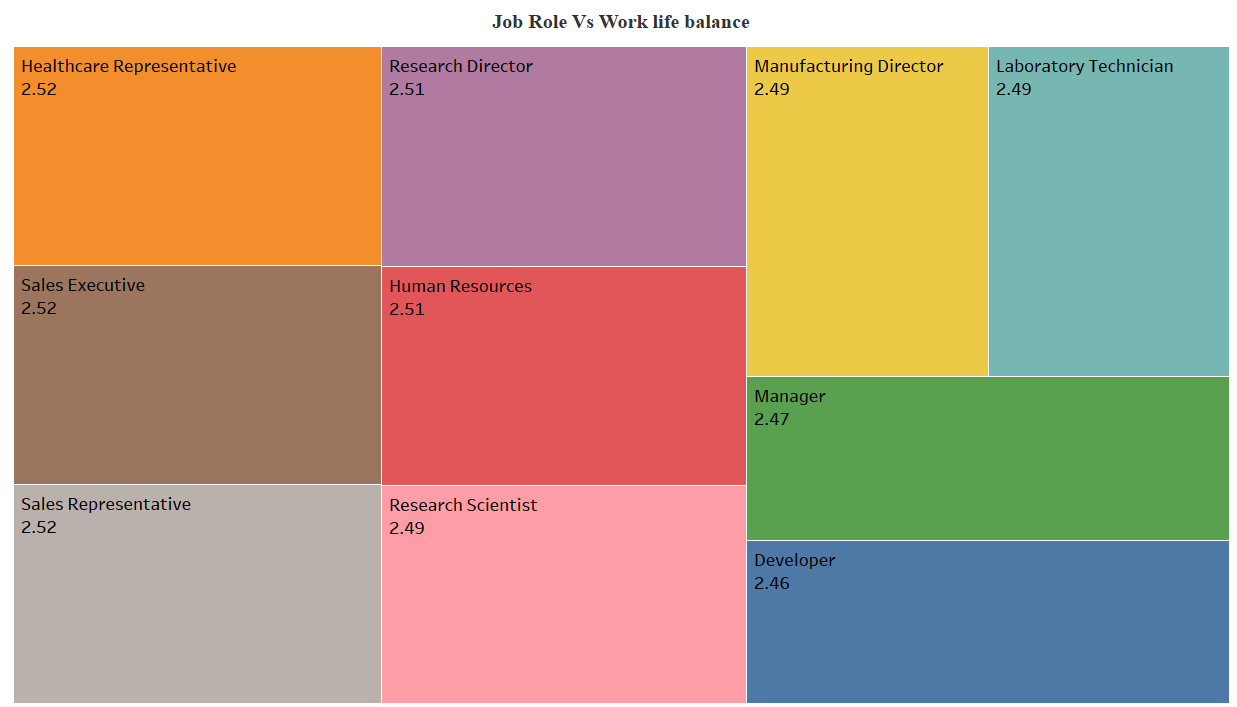 Job Role Vs Work life balance
Healthcare Representative
2.52
Sales Executive
2.52
Sales Representative
2.52
Research Director
2.51
Human Resources
2.51
Research Scientist
2.49
Manufacturing Director
2.49
Laboratory Technician
2.49
Manager
2.47
Developer
2.46